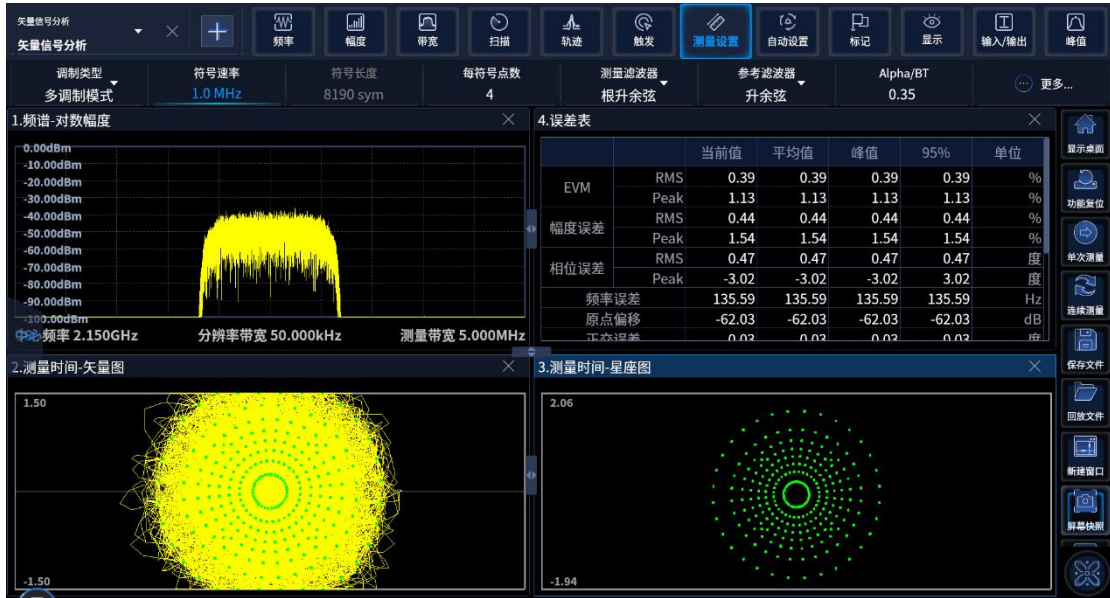 矢量信号分析
矢量信号分析
频率
幅度
带宽
扫描
轨迹
触发
测量设置
自动设置
标记
显示
输入/输出
峰值
调制类型
多调制模式
符号速率
1.0 MHz
符号长度
8190 sym
每符号点数
4
测量滤波器
根升余弦
参考滤波器
升余弦
Alpha/BT
0.35
更多...
1.频谱-对数幅度
0.00dBm
-10.00dBm
-20.00dBm
-30.00dBm
-40.00dBm
-50.00dBm
-60.00dBm
-70.00dBm
-80.00dBm
-90.00dBm
-100.00dBm
中心频率 2.150GHz 分辨率带宽 50.000kHz 测量带宽 5.000MHz
4.误差表
当前值 平均值 峰值 95% 单位
EVM RMS 0.39 0.39 0.39 0.39 %
Peak 1.13 1.13 1.13 1.13 %
幅度误差 RMS 0.44 0.44 0.44 0.44 %
Peak 1.54 1.54 1.54 1.54 %
相位误差 RMS 0.47 0.47 0.47 0.47 度
Peak -3.02 -3.02 -3.02 3.02 度
频率误差 135.59 135.59 135.59 135.59 Hz
原点偏移 -62.03 -62.03 -62.03 -62.03 dB
正交误差 0.03 0.03 0.03 0.03 度
2.测量时间-矢量图
1.50
-1.50
3.测量时间-星座图
2.06
-1.94
显示桌面
功能复位
单次测量
连续测量
保存文件
回放文件
新建窗口
屏幕快照